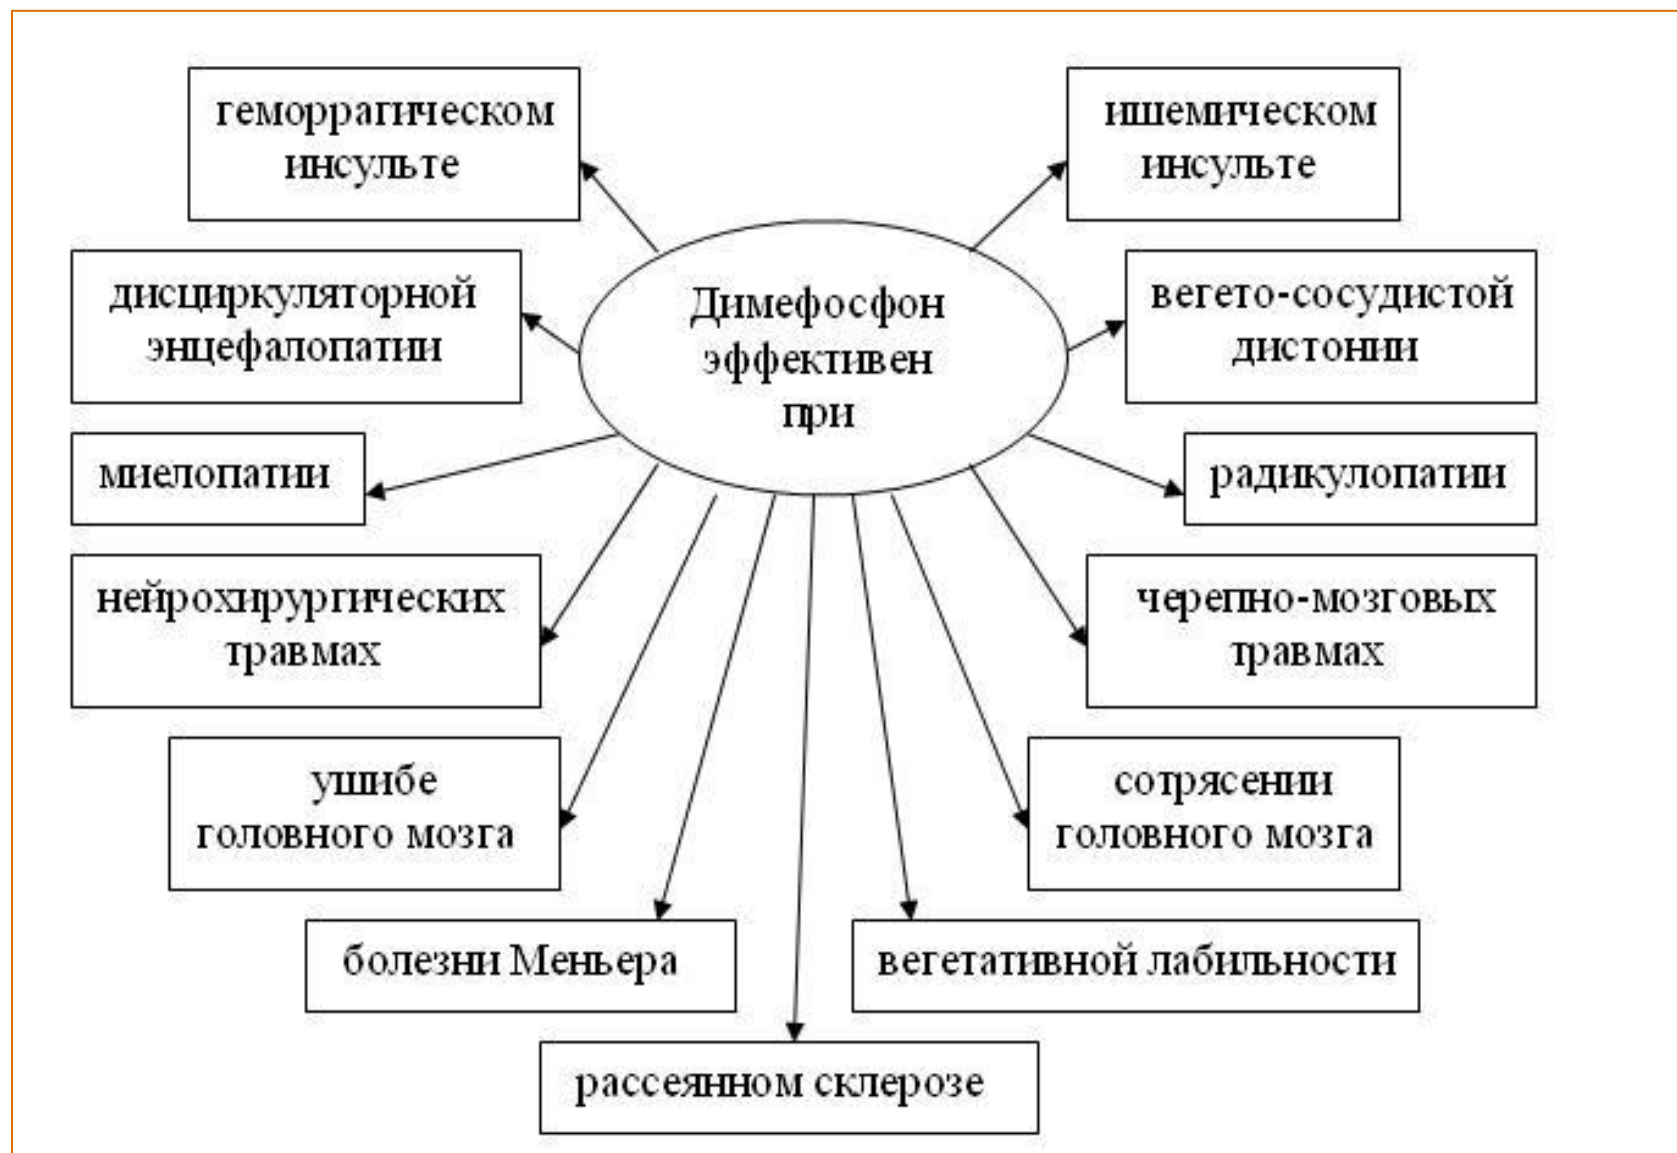 геморрагическом
инсульте
ишемическом
инсульте
Димефосфон
эффективен
при
дисциркуляторной
энцефалопатии
вегето-сосудистой
дистонии
миелопатии
радикулопатии
нейрохирургических
травмах
черепно-мозговых
травмах
ушибе
головного мозга
сотрясении
головного мозга
болезни Меньера
вегетативной лабильности
рассеянном склерозе